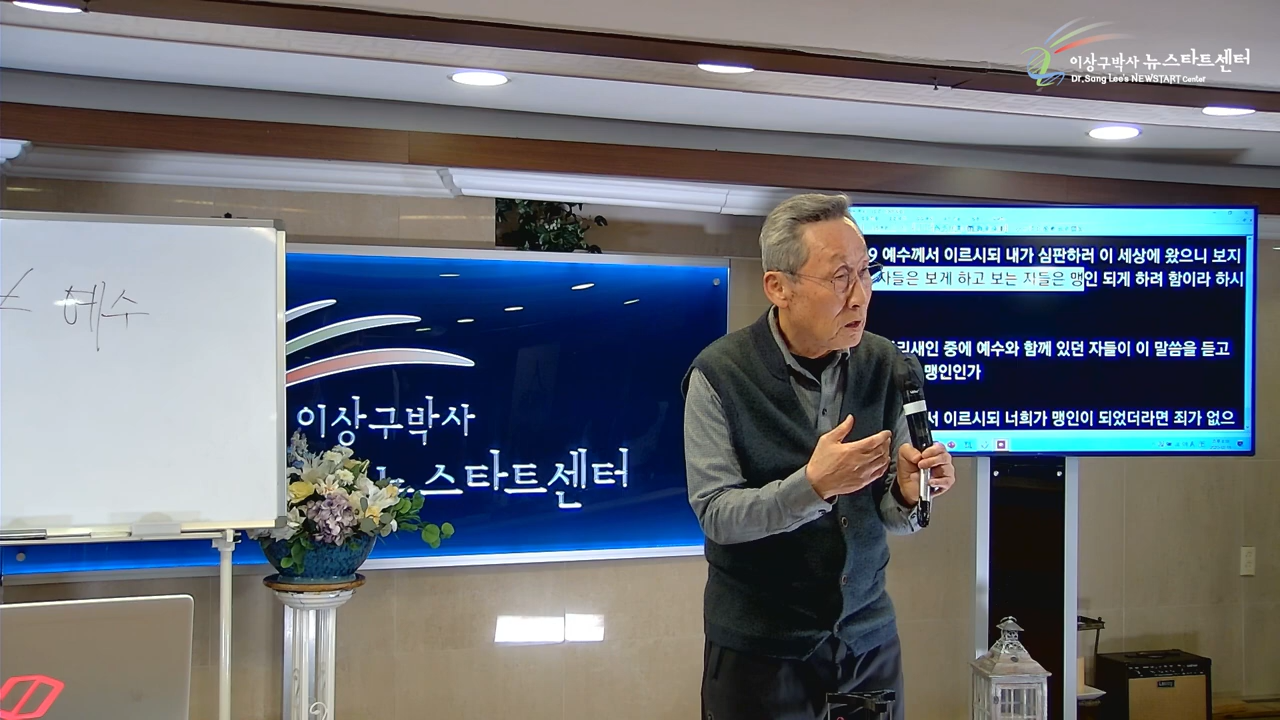 이상구박사 뉴스타트센터
Dr.Sang Lee's NEWSTART Center
예수
이상구박사
뉴스타트센터
9 예수께서 이르시되 내가 심판하러 이 세상에 왔으니 보지
자들은 보게 하고 보는 자들은 맹인 되게 하려 함이라 하시
리새인 중에 예수와 함께 있던 자들이 이 말씀을 듣고
맹인인가
서 이르시되 너희가 맹인이 되었더라면 죄가 없으